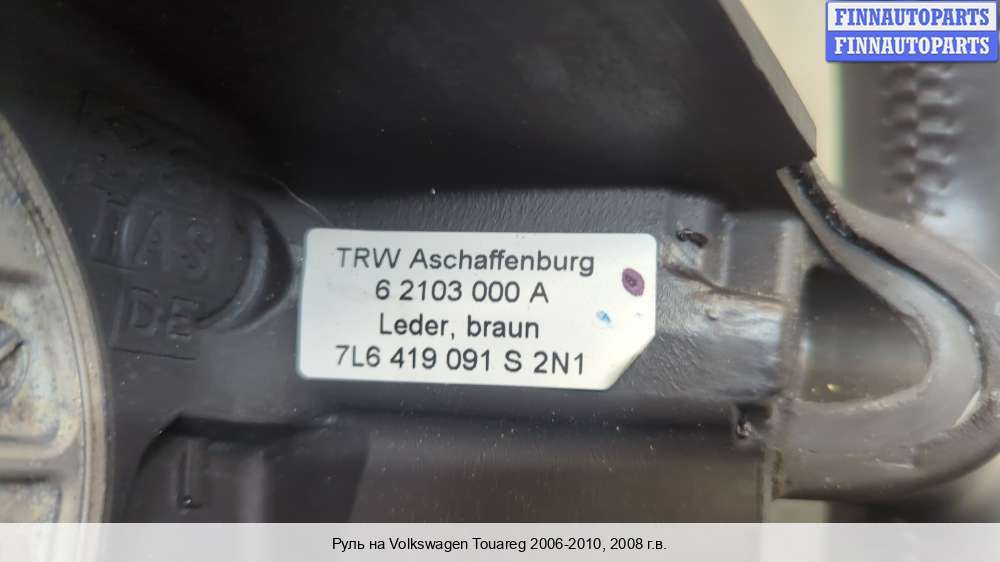 FINNAUTOPARTS
FINNAUTOPARTS
TRW Aschaffenburg
6 2103 000 A
Leder, braun
7L6 419 091 S 2N1
DE
Руль на Volkswagen Touareg 2006-2010, 2008 г.в.